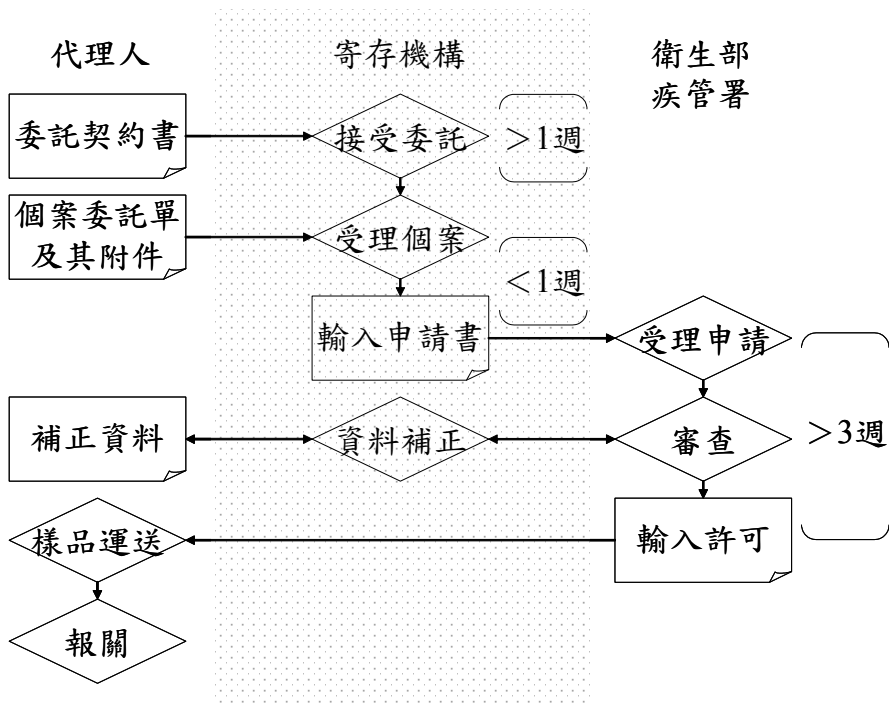 代理人
寄存機構
衛生部
疾管署
委託契約書
接受委託
>1週
個案委託單
及其附件
受理個案
<1週
輸入申請書
受理申請
補正資料
資料補正
審查
>3週
樣品運送
輸入許可
報關